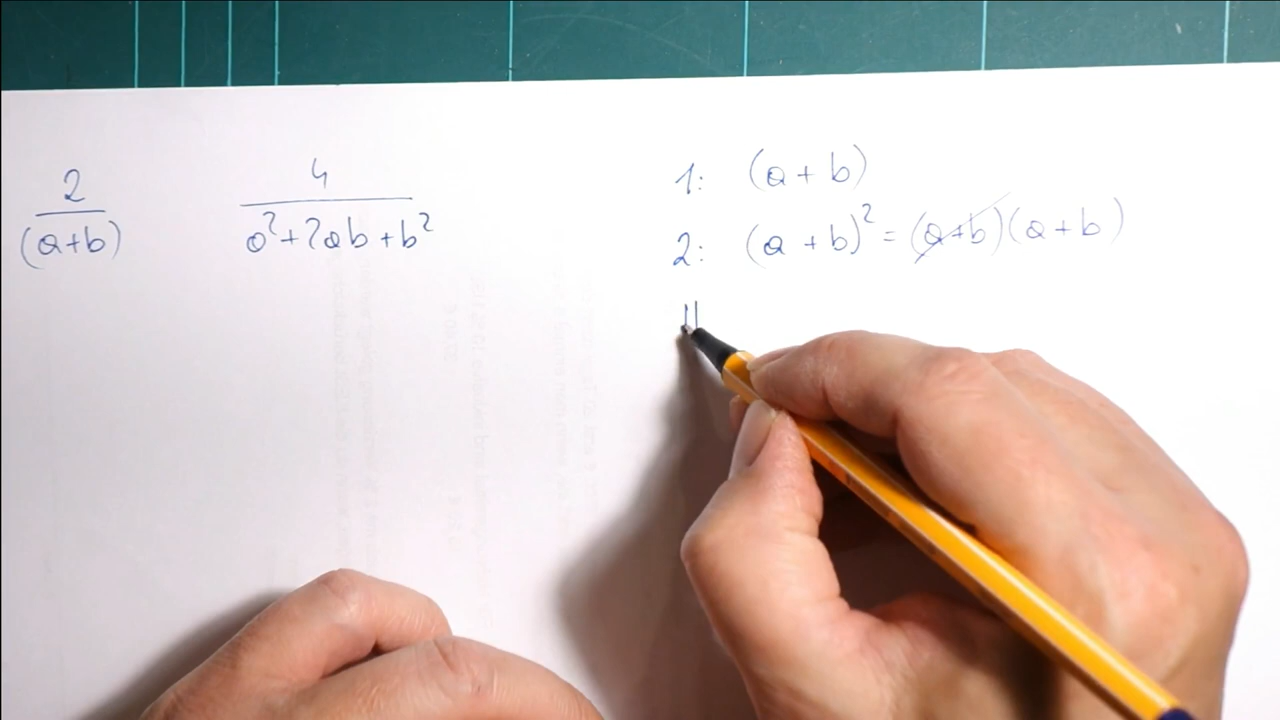 2/(a+b) 4/(a²+2ab+b²)
1: (a+b)
2: (a+b)² = (a+b)(a+b)